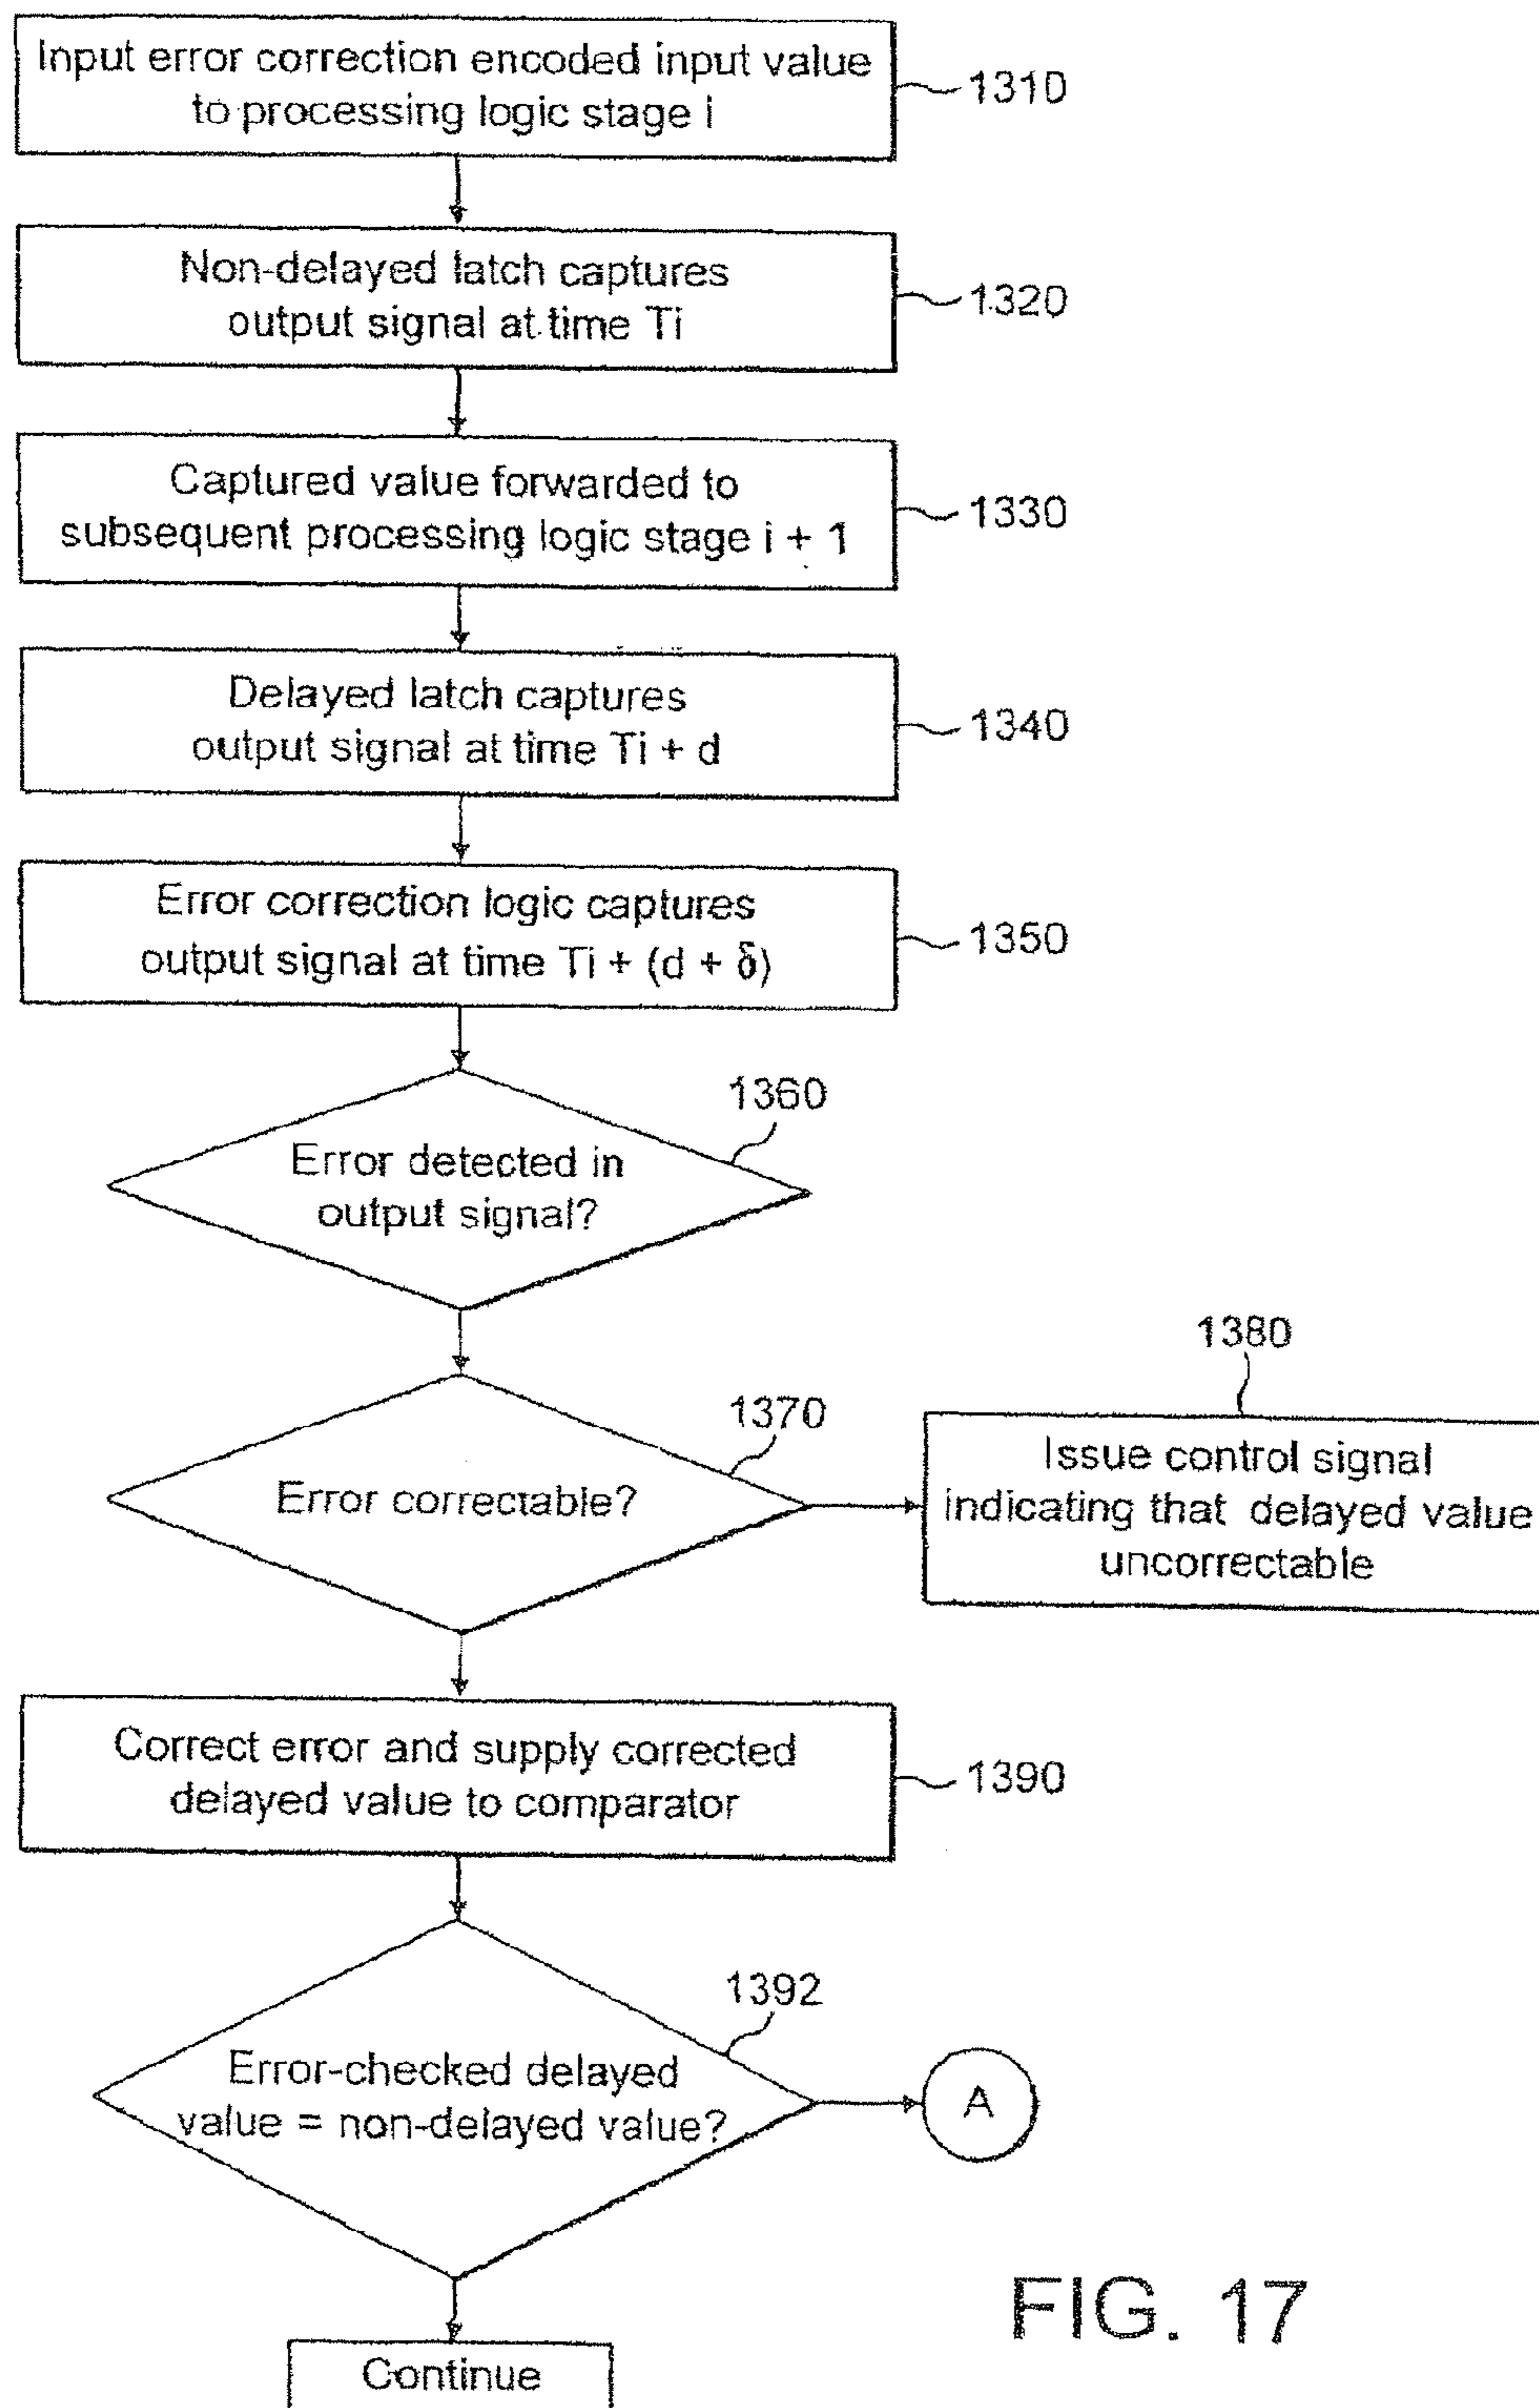 Input error correction encoded input value
to processing logic stage i
1310
Non-delayed latch captures
output signal at time Ti
1320
Captured value forwarded to
subsequent processing logic stage i + 1
1330
Delayed latch captures
output signal at time Ti + d
1340
Error correction logic captures
output signal at time Ti + (d + δ)
1350
1360
Error detected in
output signal?
1370
Error correctable?
1380
Issue control signal
indicating that delayed value
uncorrectable
Correct error and supply corrected
delayed value to comparator
1390
1392
Error-checked delayed
value = non-delayed value?
A
Continue
FIG. 17